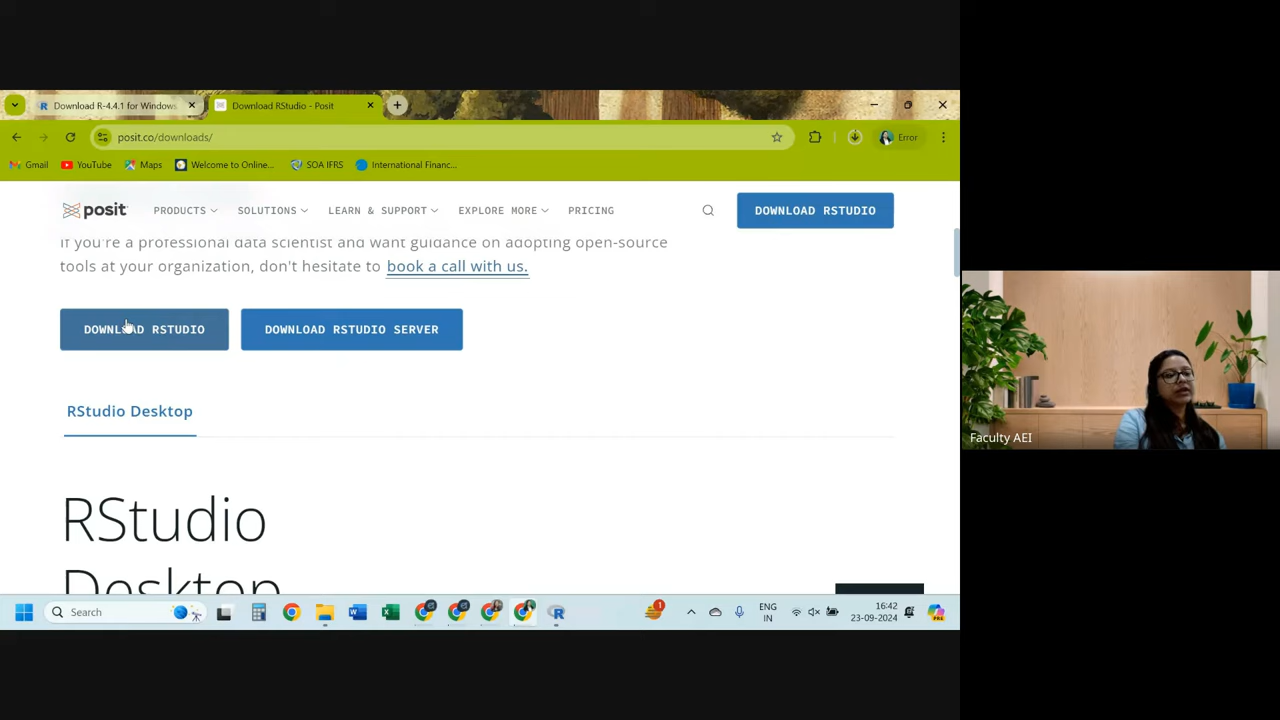 Download R-4.4.1 for Windows
Download RStudio - Posit
posit.co/downloads/
Error
Gmail
YouTube
Maps
Welcome to Online...
SOA IFRS
International Financ...
posit
PRODUCTS
SOLUTIONS
LEARN & SUPPORT
EXPLORE MORE
PRICING
DOWNLOAD RSTUDIO
If you're a professional data scientist and want guidance on adopting open-source
tools at your organization, don't hesitate to book a call with us.
DOWNLOAD RSTUDIO
DOWNLOAD RSTUDIO SERVER
RStudio Desktop
RStudio
Desktop
Faculty AEI
Search
1
ENG
IN
16:42
23-09-2024